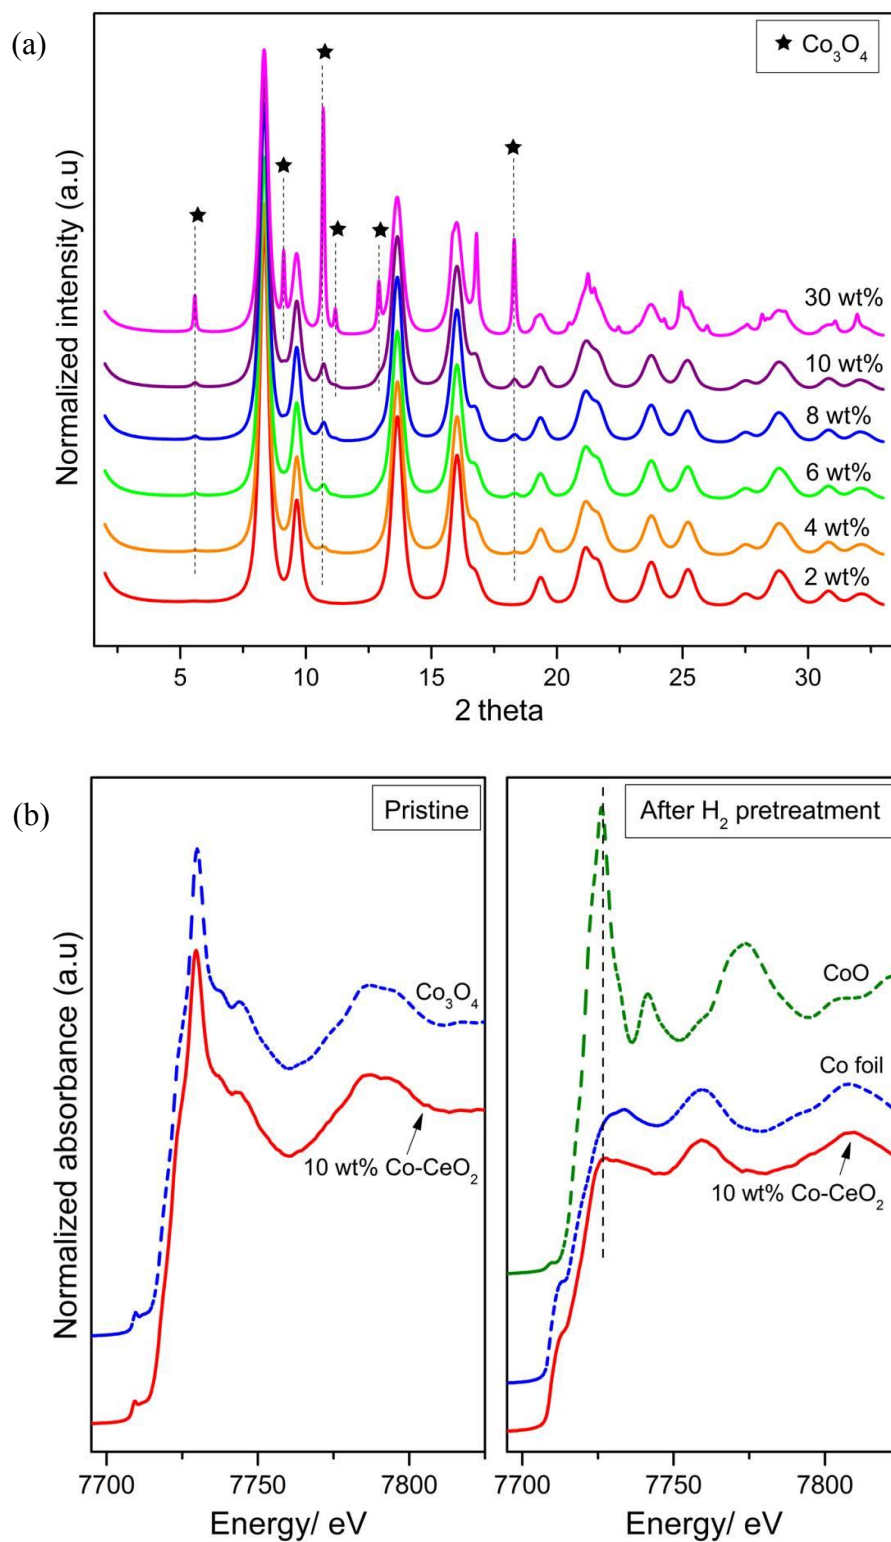 (a)
★ Co₃O₄
Normalized intensity (a.u)
30 wt%
10 wt%
8 wt%
6 wt%
4 wt%
2 wt%
5 10 15 20 25 30
2 theta
(b)
Pristine
After H₂ pretreatment
Normalized absorbance (a.u)
Co₃O₄
10 wt% Co-CeO₂
CoO
Co foil
10 wt% Co-CeO₂
7700 7750 7800
7700 7750 7800
Energy/ eV
Energy/ eV